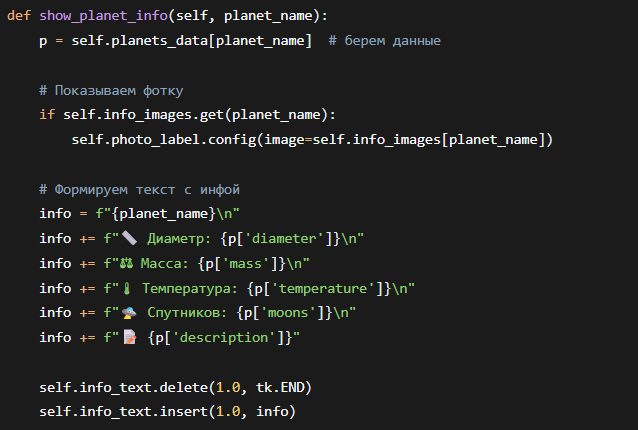 def show_planet_info(self, planet_name):
    p = self.planets_data[planet_name]  # берем данные

    # Показываем фотку
    if self.info_images.get(planet_name):
        self.photo_label.config(image=self.info_images[planet_name])

    # Формируем текст с инфой
    info = f"{planet_name}\n"
    info += f"📏 Диаметр: {p['diameter']}\n"
    info += f"⚖️ Масса: {p['mass']}\n"
    info += f"🌡️ Температура: {p['temperature']}\n"
    info += f"🛸 Спутников: {p['moons']}\n"
    info += f"📝 {p['description']}"

    self.info_text.delete(1.0, tk.END)
    self.info_text.insert(1.0, info)